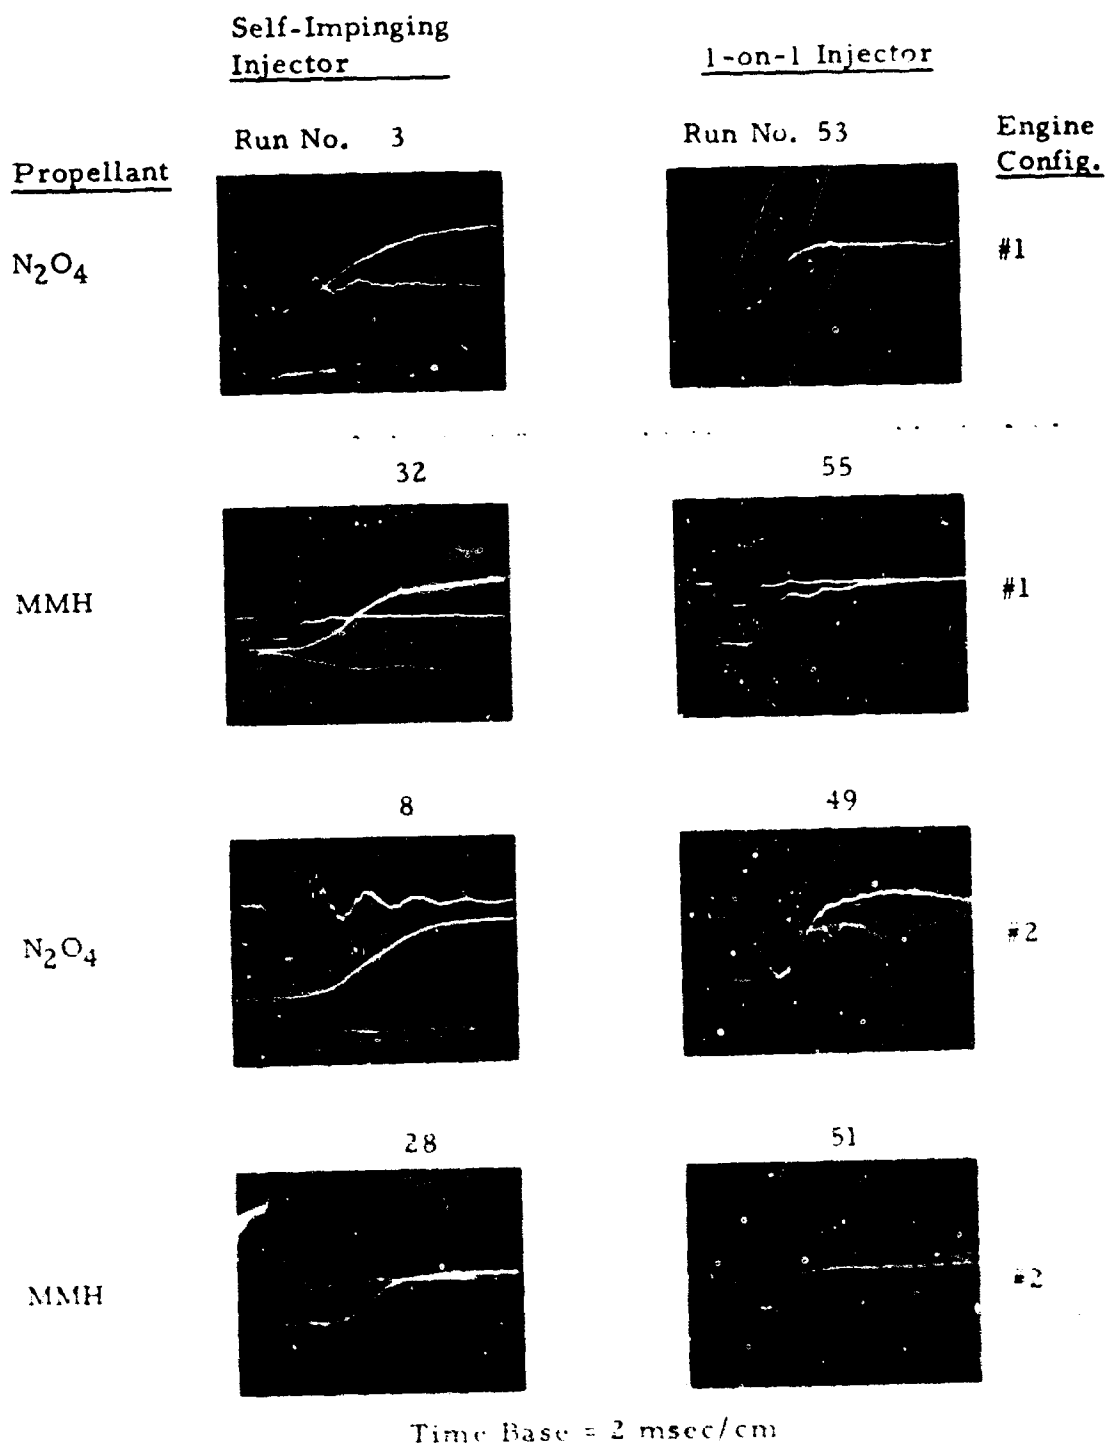 Self-Impinging
Injector
1-on-1 Injector
Run No. 3
Run No. 53
Engine
Config.
Propellant
N₂O₄
#1
32
55
MMH
#1
8
49
N₂O₄
#2
28
51
MMH
#2
Time Base = 2 msec/cm